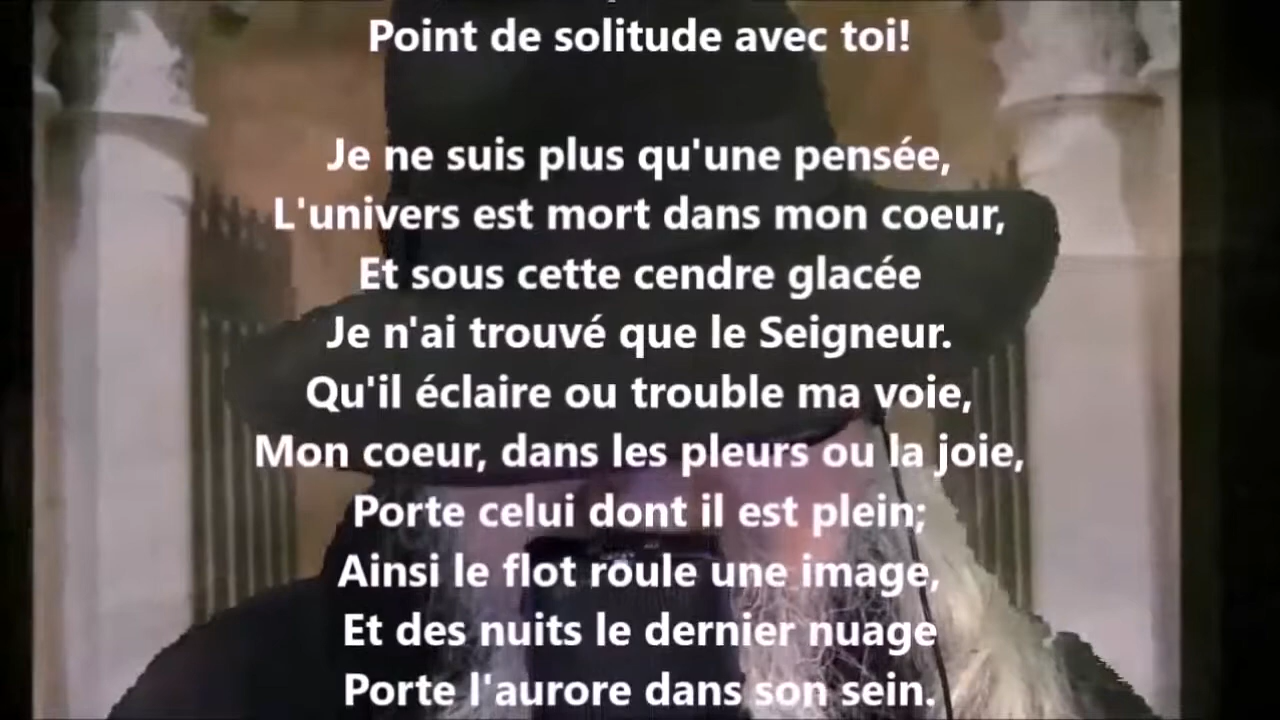 Point de solitude avec toi!
Je ne suis plus qu'une pensée,
L'univers est mort dans mon coeur,
Et sous cette cendre glacée
Je n'ai trouvé que le Seigneur.
Qu'il éclaire ou trouble ma voie,
Mon coeur, dans les pleurs ou la joie,
Porte celui dont il est plein;
Ainsi le flot roule une image,
Et des nuits le dernier nuage
Porte l'aurore dans son sein.